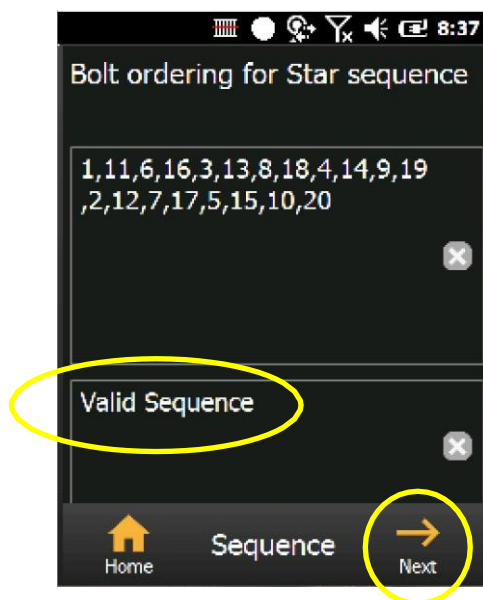 8:37
Bolt ordering for Star sequence
1,11,6,16,3,13,8,18,4,14,9,19
,2,12,7,17,5,15,10,20
Valid Sequence
Home
Sequence
Next